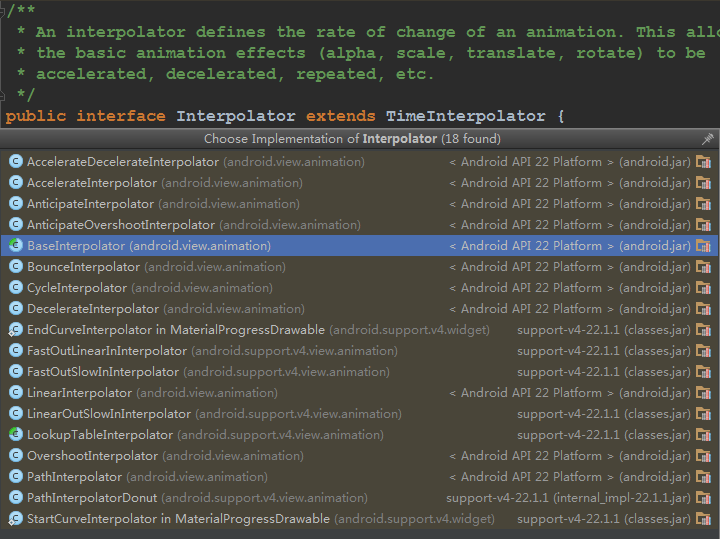 /**
* An interpolator defines the rate of change of an animation. This allo
* the basic animation effects (alpha, scale, translate, rotate) to be
* accelerated, decelerated, repeated, etc.
*/
public interface Interpolator extends TimeInterpolator {
Choose Implementation of Interpolator (18 found)
AccelerateDecelerateInterpolator (android.view.animation) < Android API 22 Platform > (android.jar)
AccelerateInterpolator (android.view.animation) < Android API 22 Platform > (android.jar)
AnticipateInterpolator (android.view.animation) < Android API 22 Platform > (android.jar)
AnticipateOvershootInterpolator (android.view.animation) < Android API 22 Platform > (android.jar)
BaseInterpolator (android.view.animation) < Android API 22 Platform > (android.jar)
BounceInterpolator (android.view.animation) < Android API 22 Platform > (android.jar)
CycleInterpolator (android.view.animation) < Android API 22 Platform > (android.jar)
DecelerateInterpolator (android.view.animation) < Android API 22 Platform > (android.jar)
EndCurveInterpolator in MaterialProgressDrawable (android.support.v4.widget) support-v4-22.1.1 (classes.jar)
FastOutLinearInInterpolator (android.support.v4.view.animation) support-v4-22.1.1 (classes.jar)
FastOutSlowInInterpolator (android.support.v4.view.animation) support-v4-22.1.1 (classes.jar)
LinearInterpolator (android.view.animation) < Android API 22 Platform > (android.jar)
LinearOutSlowInInterpolator (android.support.v4.view.animation) support-v4-22.1.1 (classes.jar)
LookupTableInterpolator (android.support.v4.view.animation) support-v4-22.1.1 (classes.jar)
OvershootInterpolator (android.view.animation) < Android API 22 Platform > (android.jar)
PathInterpolator (android.view.animation) < Android API 22 Platform > (android.jar)
PathInterpolatorDonut (android.support.v4.view.animation) support-v4-22.1.1 (internal_impl-22.1.1.jar)
StartCurveInterpolator in MaterialProgressDrawable (android.support.v4.widget) support-v4-22.1.1 (classes.jar)